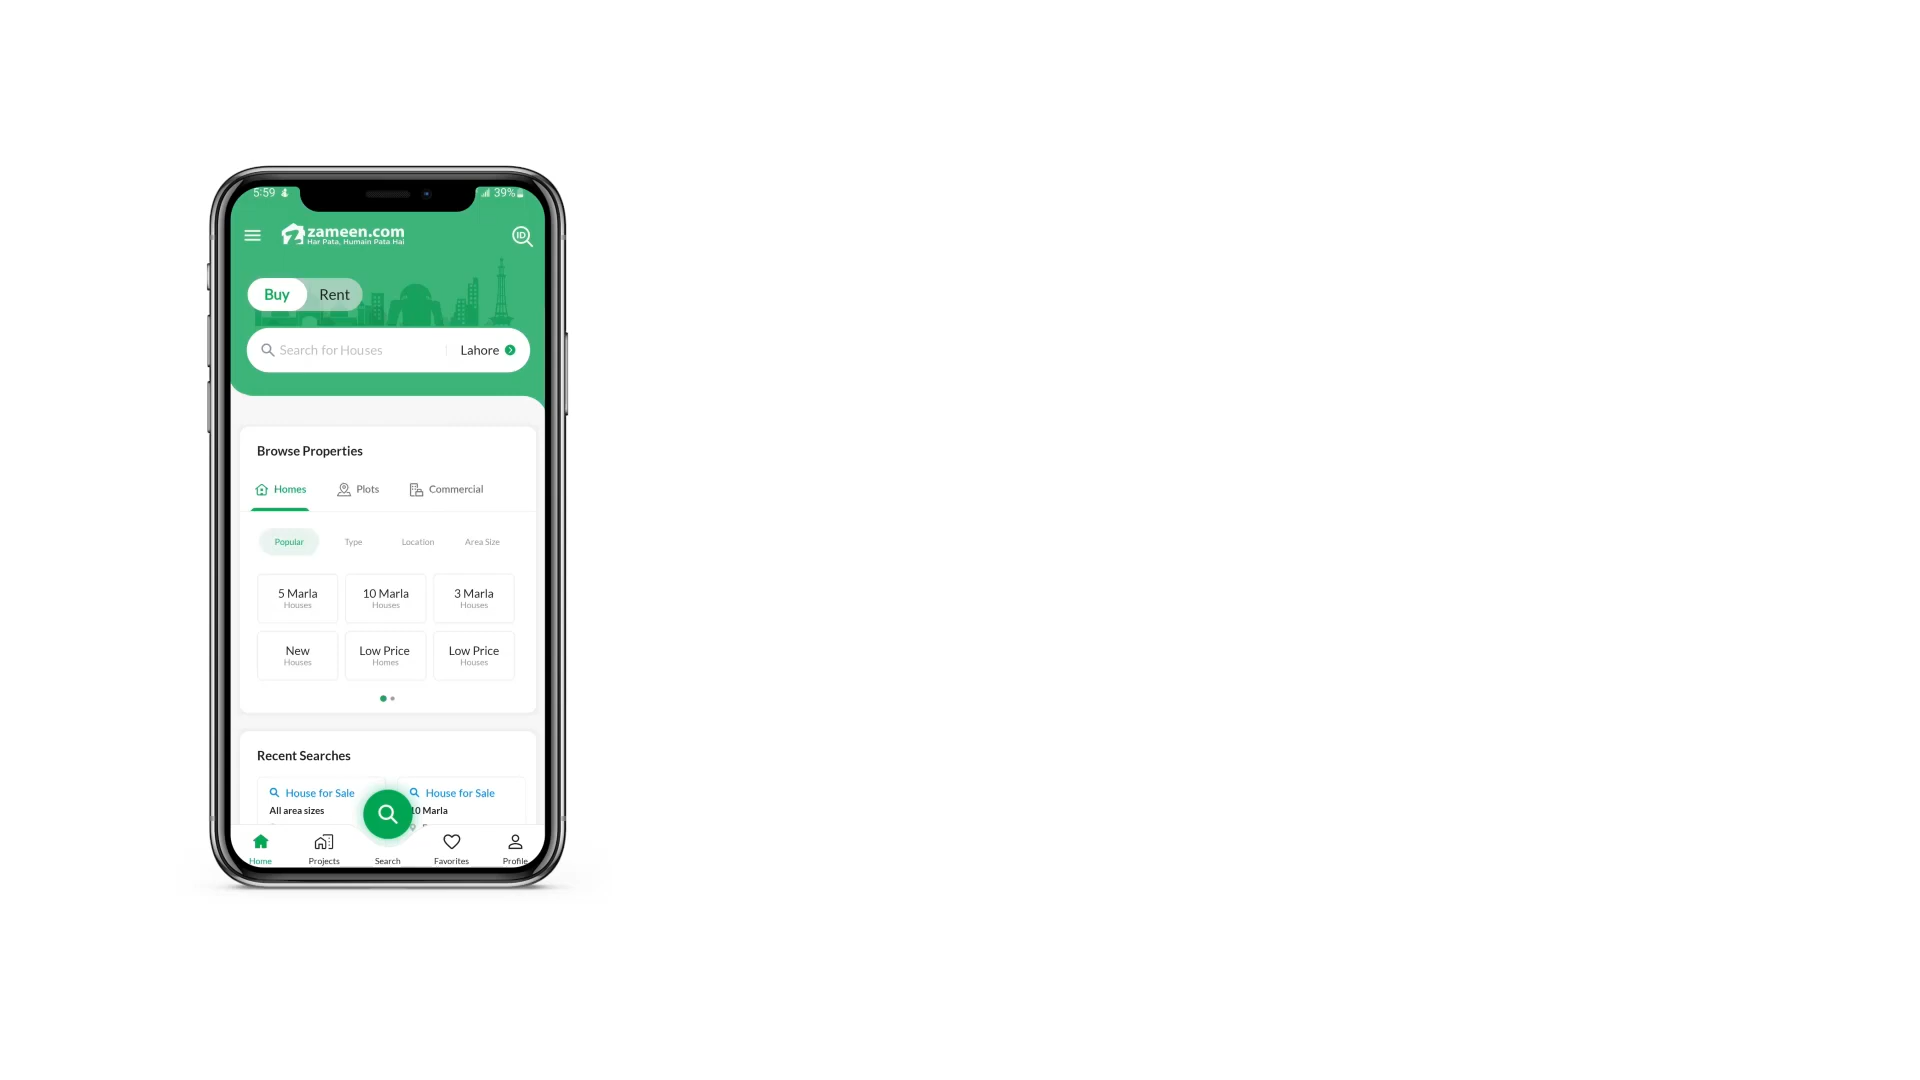 5:59
39%
zameen.com
Har Pata, Humain Pata Hai
ID
Buy
Rent
Search for Houses
Lahore
Browse Properties
Homes
Plots
Commercial
Popular
Type
Location
Area Size
5 Marla
Houses
10 Marla
Houses
3 Marla
Houses
New
Houses
Low Price
Homes
Low Price
Houses
Recent Searches
House for Sale
All area sizes
House for Sale
10 Marla
Home
Projects
Search
Favorites
Profile